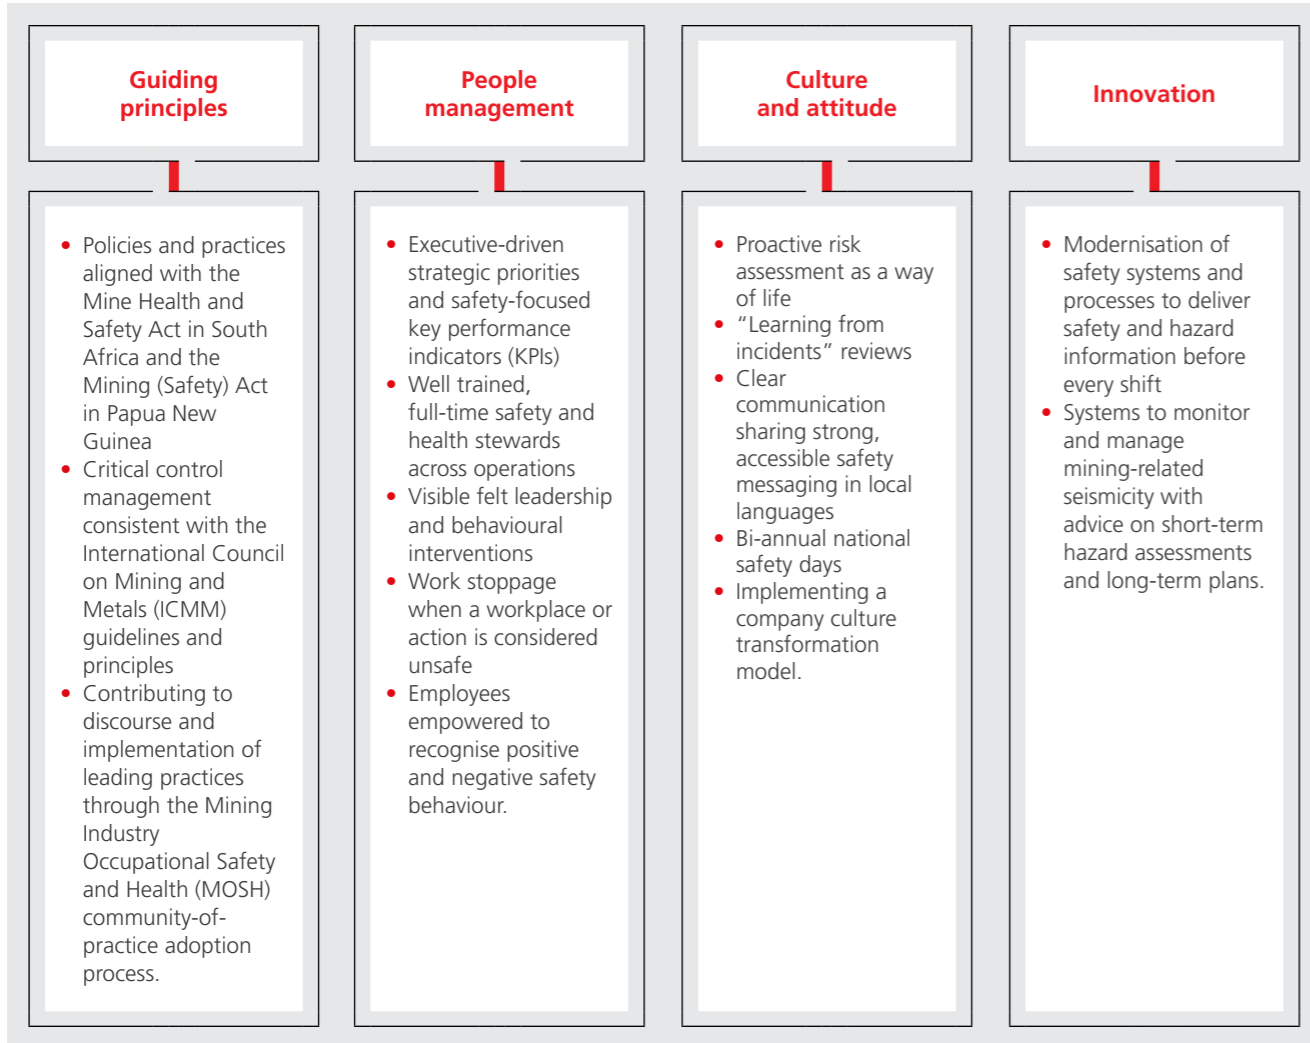 Guiding
principles
• Policies and practices
aligned with the
Mine Health and
Safety Act in South
Africa and the
Mining (Safety) Act
in Papua New
Guinea
• Critical control
management
consistent with the
International Council
on Mining and
Metals (ICMM)
guidelines and
principles
• Contributing to
discourse and
implementation of
leading practices
through the Mining
Industry
Occupational Safety
and Health (MOSH)
community-of-
practice adoption
process.
People
management
• Executive-driven
strategic priorities
and safety-focused
key performance
indicators (KPIs)
• Well trained,
full-time safety and
health stewards
across operations
• Visible felt leadership
and behavioural
interventions
• Work stoppage
when a workplace or
action is considered
unsafe
• Employees
empowered to
recognise positive
and negative safety
behaviour.
Culture
and attitude
• Proactive risk
assessment as a way
of life
• “Learning from
incidents” reviews
• Clear
communication
sharing strong,
accessible safety
messaging in local
languages
• Bi-annual national
safety days
• Implementing a
company culture
transformation
model.
Innovation
• Modernisation of
safety systems and
processes to deliver
safety and hazard
information before
every shift
• Systems to monitor
and manage
mining-related
seismicity with
advice on short-term
hazard assessments
and long-term plans.